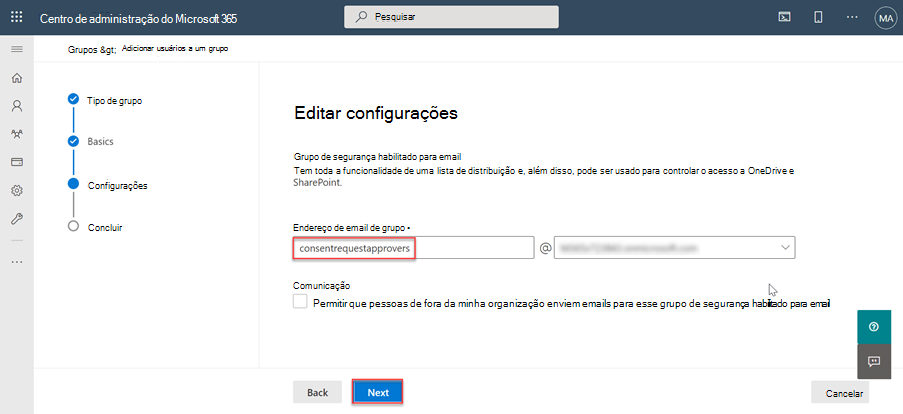 Centro de administração do Microsoft 365
Pesquisar
MA
Grupos &gt; Adicionar usuários a um grupo
Tipo de grupo
Basics
Configurações
Concluir
Editar configurações
Grupo de segurança habilitado para email
Tem toda a funcionalidade de uma lista de distribuição e, além disso, pode ser usado para controlar o acesso a OneDrive e
SharePoint.
Endereço de email de grupo •
consentrequestapprovers @
Comunicação
Permitir que pessoas de fora da minha organização enviem emails para esse grupo de segurança habilitado para email
Back
Next
Cancelar